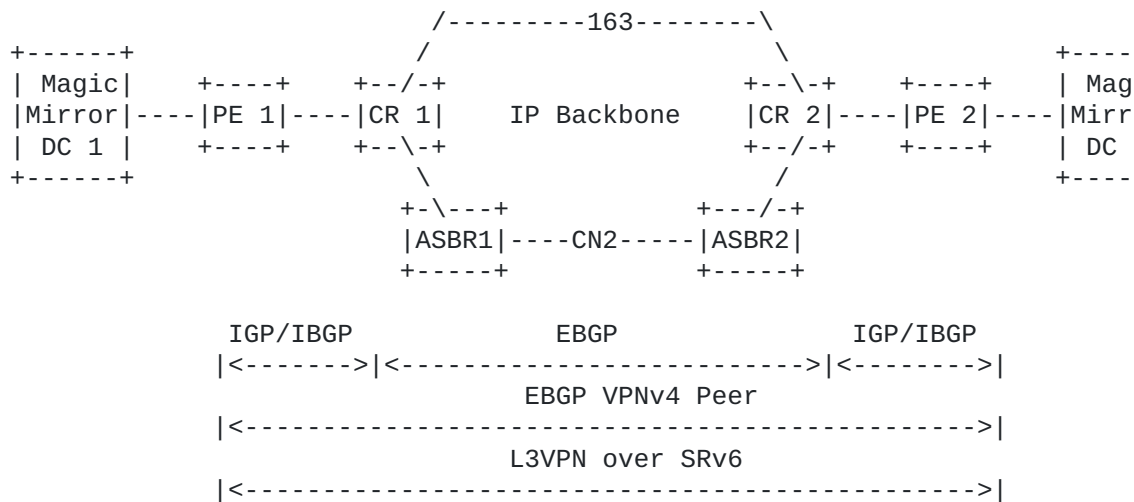 163
Magic Mag
Mirror PE 1 CR 1 IP Backbone CR 2 PE 2 Mirr
DC 1 DC
ASBR1 CN2 ASBR2
IGP/IBGP EBGP IGP/IBGP
EBGP VPNv4 Peer
L3VPN over SRv6